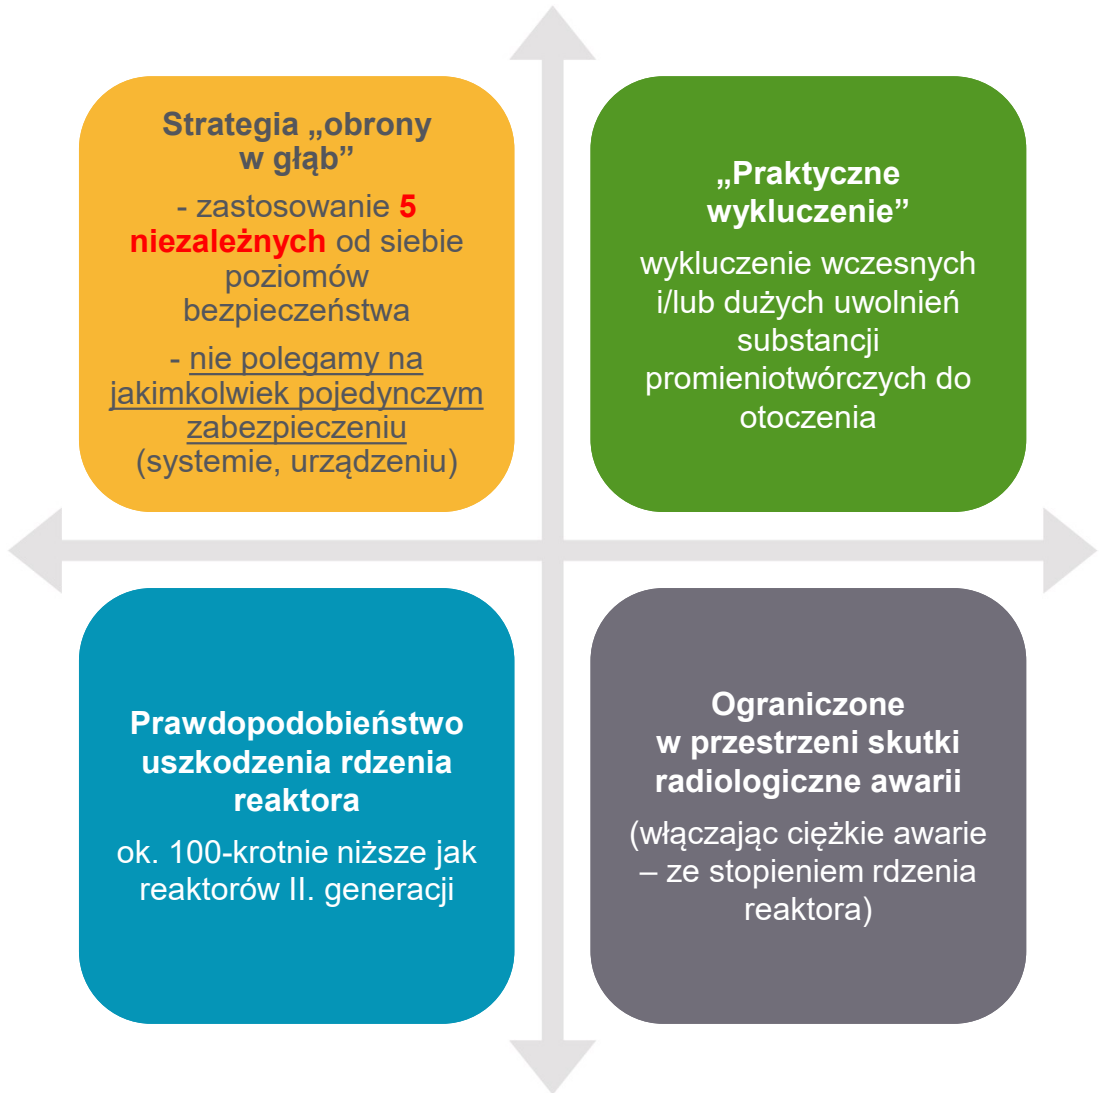 Strategia „obrony
w głąb”
- zastosowanie 5
niezależnych od siebie
poziomów
bezpieczeństwa
- nie polegamy na
jakimkolwiek pojedynczym
zabezpieczeniu
(systemie, urządzeniu)
„Praktyczne
wykluczenie”
wykluczenie wczesnych
i/lub dużych uwolnień
substancji
promieniotwórczych do
otoczenia
Prawdopodobieństwo
uszkodzenia rdzenia
reaktora
ok. 100-krotnie niższe jak
reaktorów II. generacji
Ograniczone
w przestrzeni skutki
radiologiczne awarii
(włączając ciężkie awarie
– ze stopieniem rdzenia
reaktora)